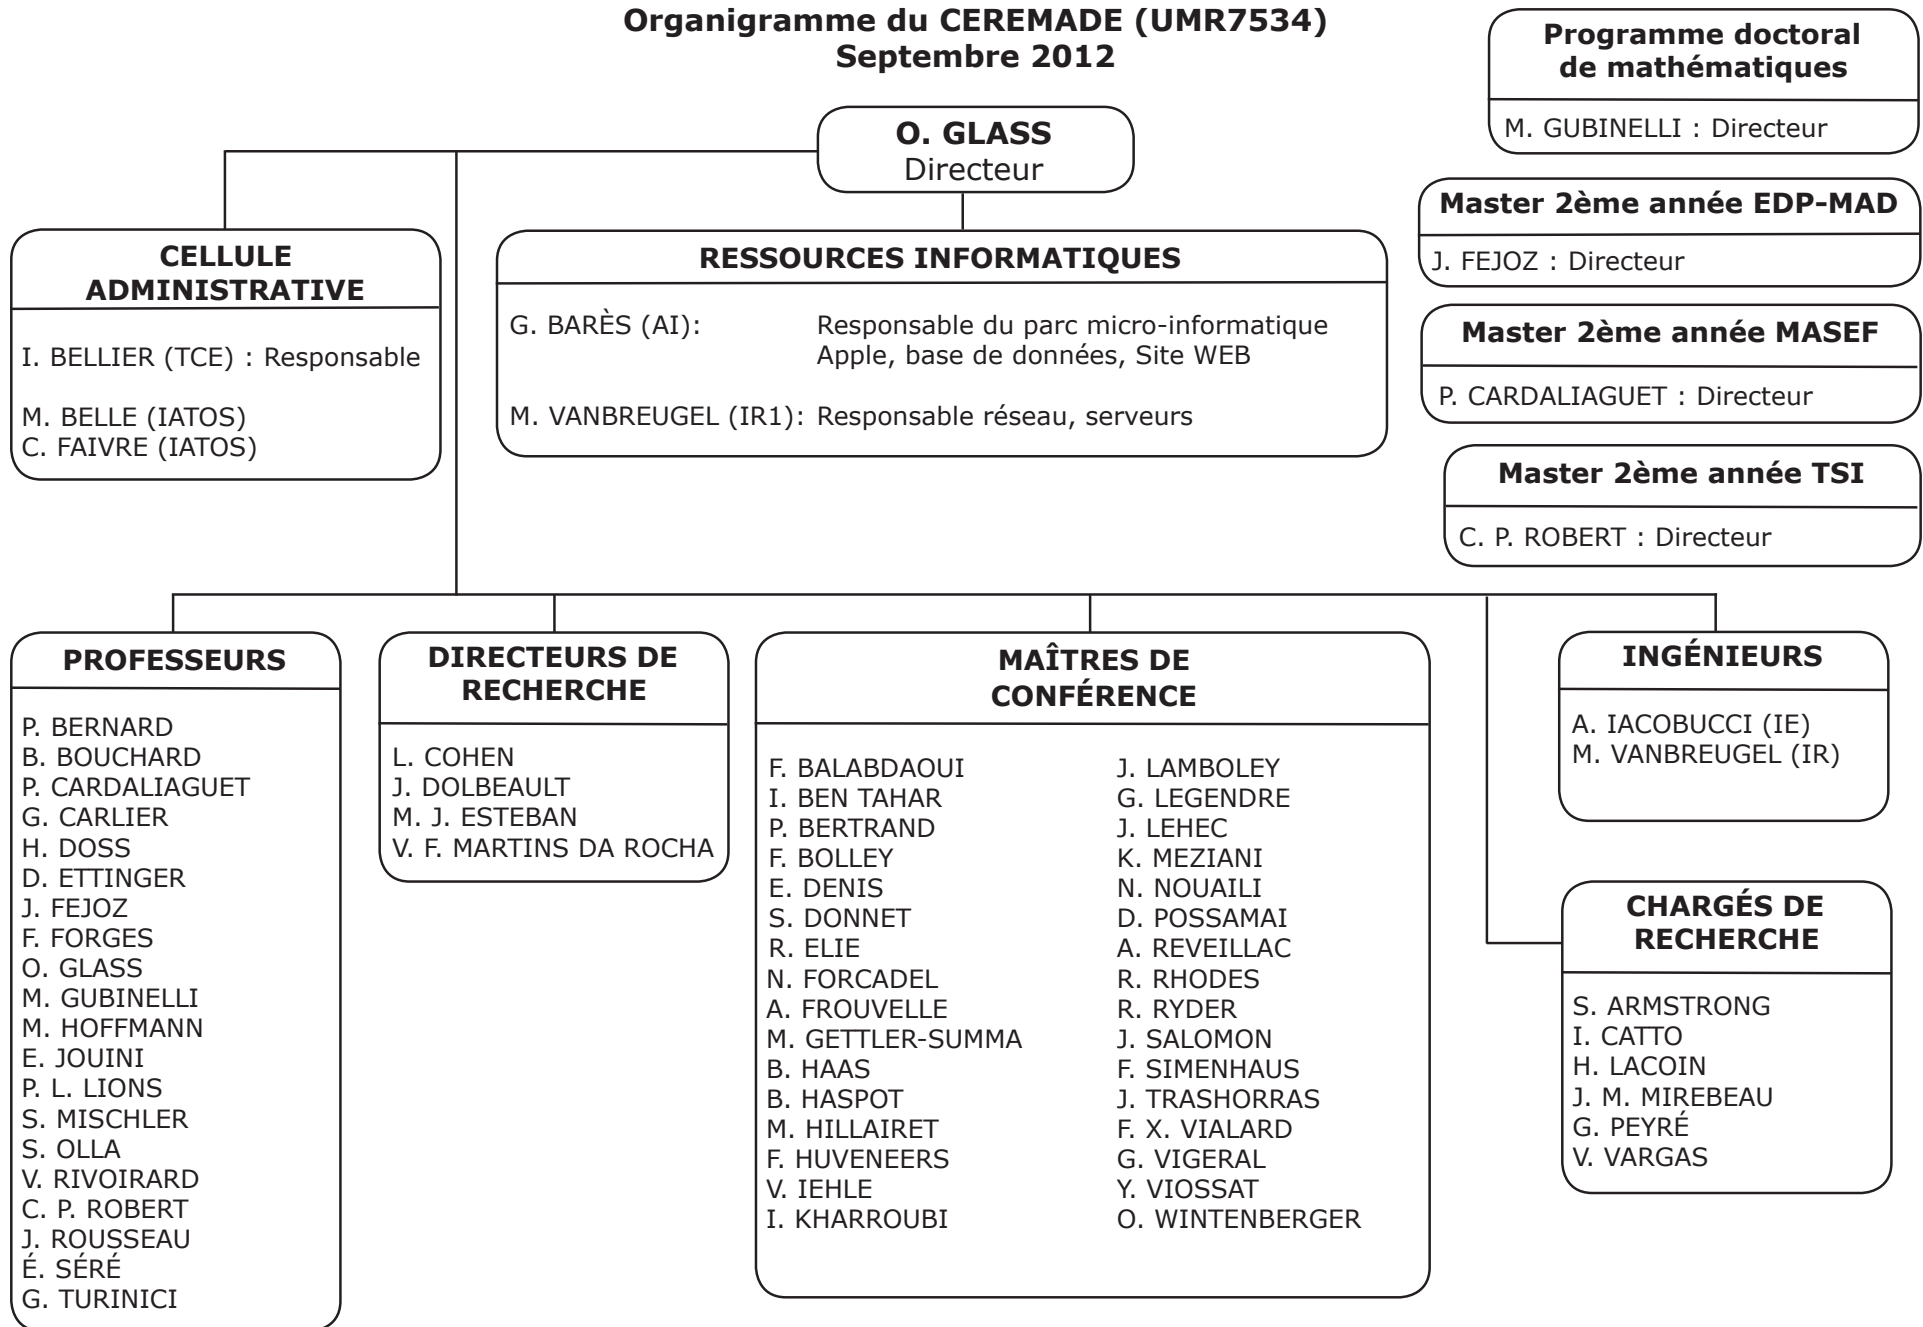 Organigramme du CEREMADE (UMR7534)
Septembre 2012
Programme doctoral
de mathématiques
M. GUBINELLI : Directeur
O. GLASS
Directeur
Master 2ème année EDP-MAD
J. FEJOZ : Directeur
Master 2ème année MASEF
P. CARDALIAGUET : Directeur
Master 2ème année TSI
C. P. ROBERT : Directeur
CELLULE
ADMINISTRATIVE
I. BELLIER (TCE) : Responsable
M. BELLE (IATOS)
C. FAIVRE (IATOS)
RESSOURCES INFORMATIQUES
G. BARÈS (AI): Responsable du parc micro-informatique
Apple, base de données, Site WEB
M. VANBREUGEL (IR1): Responsable réseau, serveurs
PROFESSEURS
P. BERNARD
B. BOUCHARD
P. CARDALIAGUET
G. CARLIER
H. DOSS
D. ETTINGER
J. FEJOZ
F. FORGES
O. GLASS
M. GUBINELLI
M. HOFFMANN
E. JOUINI
P. L. LIONS
S. MISCHLER
S. OLLA
V. RIVOIRARD
C. P. ROBERT
J. ROUSSEAU
É. SÉRÉ
G. TURINICI
DIRECTEURS DE
RECHERCHE
L. COHEN
J. DOLBEAULT
M. J. ESTEBAN
V. F. MARTINS DA ROCHA
MAÎTRES DE
CONFÉRENCE
F. BALABDAOUI
I. BEN TAHAR
P. BERTRAND
F. BOLLEY
E. DENIS
S. DONNET
R. ELIE
N. FORCADEL
A. FROUVELLE
M. GETTLER-SUMMA
B. HAAS
B. HASPOT
M. HILLAIRET
F. HUVENEERS
V. IEHLE
I. KHARROUBI
J. LAMBOLEY
G. LEGENDRE
J. LEHEC
K. MEZIANI
N. NOUAILI
D. POSSAMAI
A. REVEILLAC
R. RHODES
R. RYDER
J. SALOMON
F. SIMENHAUS
J. TRASHORRAS
F. X. VIALARD
G. VIGERAL
Y. VIOSSAT
O. WINTENBERGER
INGÉNIEURS
A. IACOBUCCI (IE)
M. VANBREUGEL (IR)
CHARGÉS DE
RECHERCHE
S. ARMSTRONG
I. CATTO
H. LACOIN
J. M. MIREBEAU
G. PEYRÉ
V. VARGAS